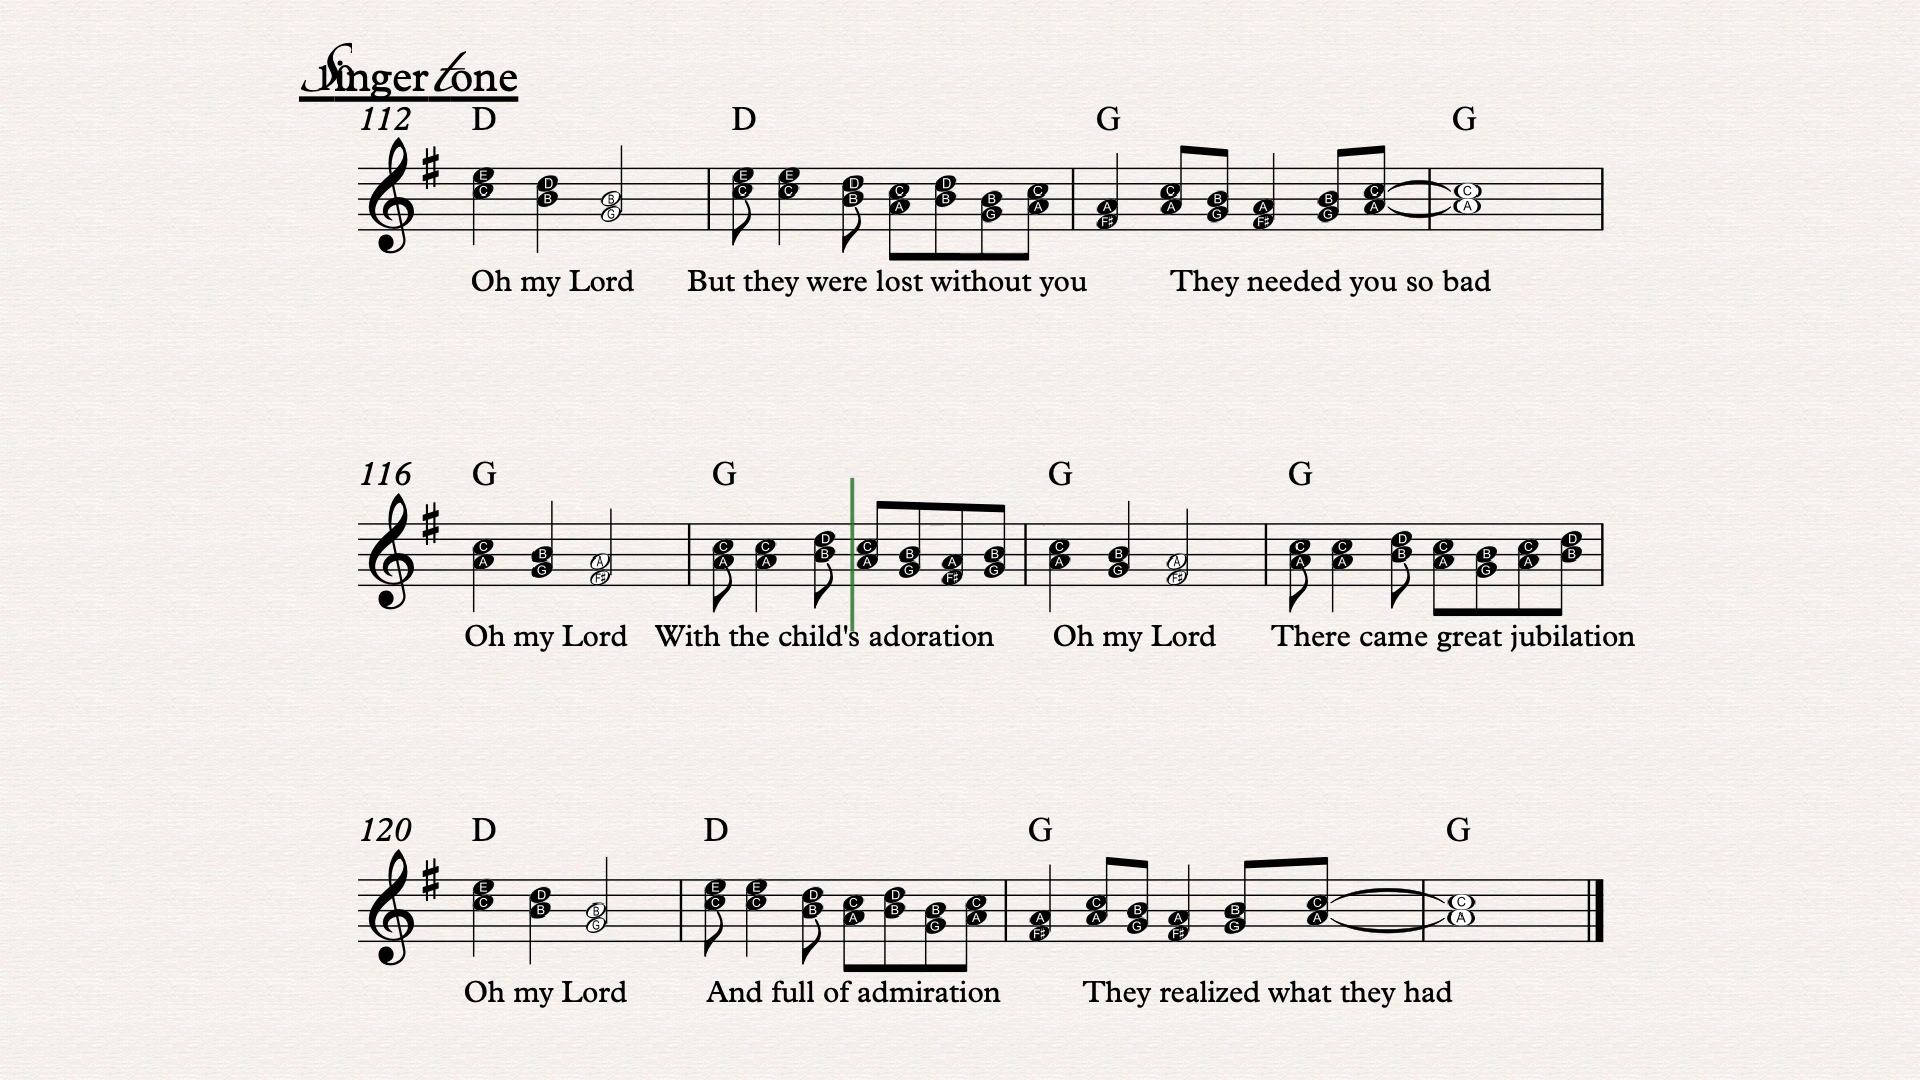 Singer tone
112 D D G G
E C D B B G E C E C D B C A D B B G C A A F# C A B G A F# B G C A C A
Oh my Lord But they were lost without you They needed you so bad
116 G G G G
C A B G A F# C A C A D B C A B G A F# B G C A B G A F# C A C A D B C A B G C A D B
Oh my Lord With the child's adoration Oh my Lord There came great jubilation
120 D D G G
E C D B B G E C E C D B C A D B B G C A A F# C A B G A F# B G C A C A
Oh my Lord And full of admiration They realized what they had